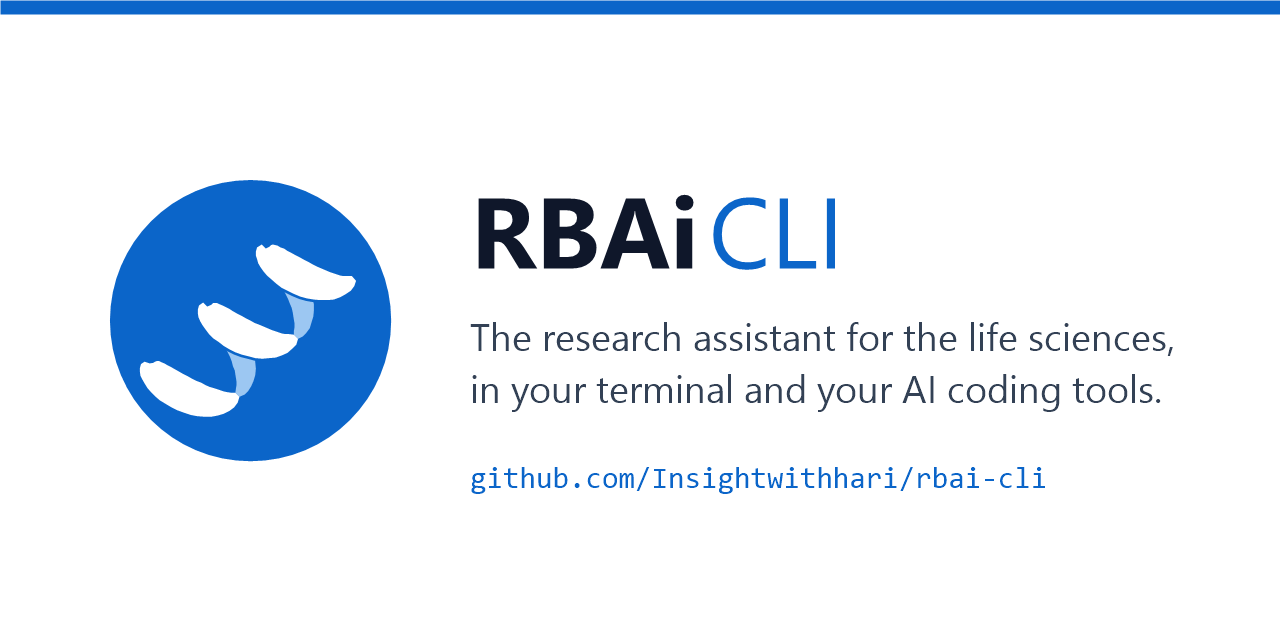 RBAi CLI
The research assistant for the life sciences,
in your terminal and your AI coding tools.
github.com/Insightwithhari/rbai-cli